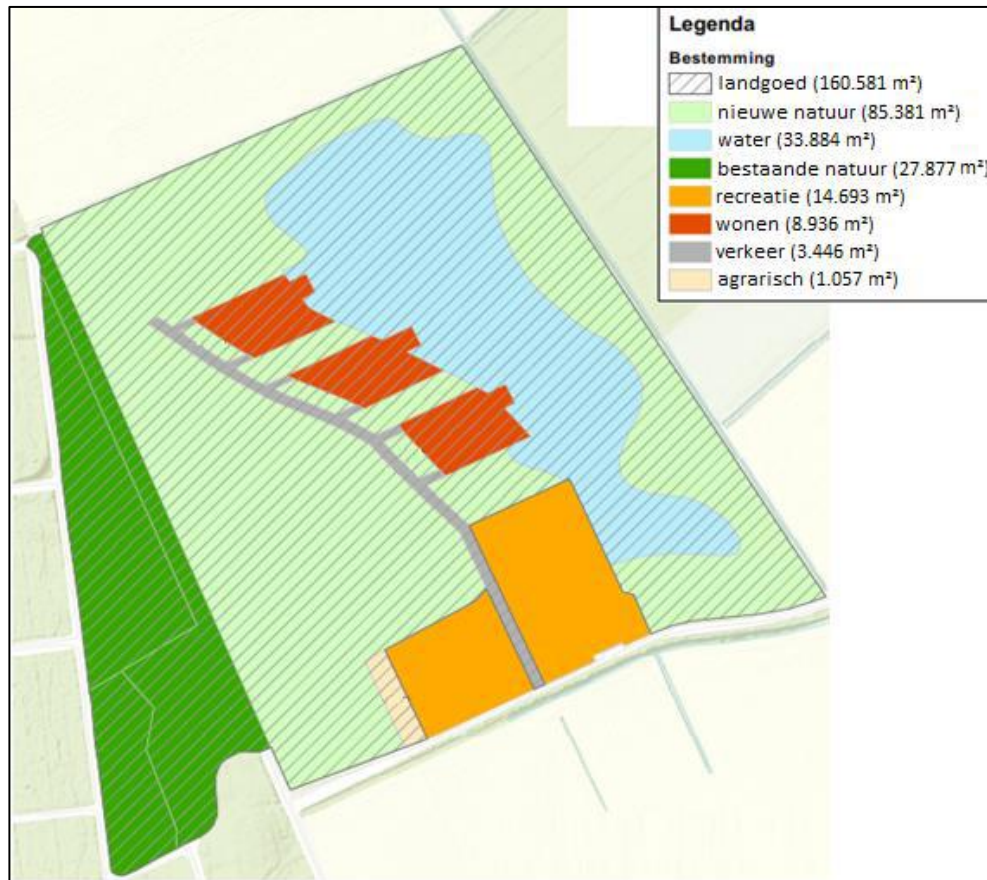 Legenda
Bestemming
landgoed (160.581 m²)
nieuwe natuur (85.381 m²)
water (33.884 m²)
bestaande natuur (27.877 m²)
recreatie (14.693 m²)
wonen (8.936 m²)
verkeer (3.446 m²)
agrarisch (1.057 m²)